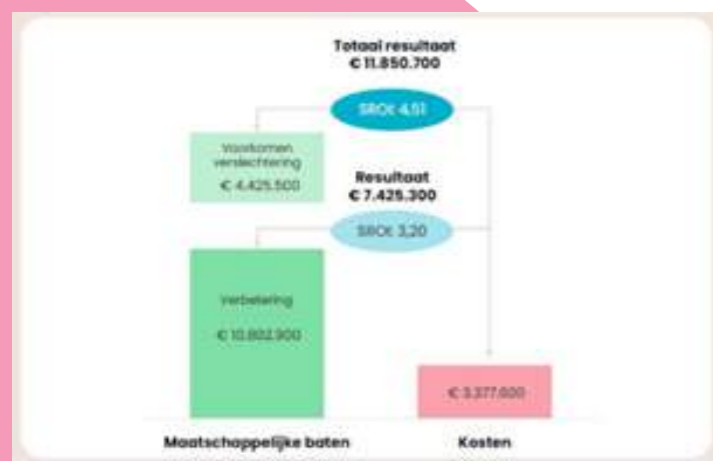 Totaal resultaat
€ 11.850.700
SROI: 4,51
Voorkomen
verslechtering
€ 4.425.500
Resultaat
€ 7.425.300
SROI: 3,20
Verbetering
€ 10.802.900
€ 3.377.600
Maatschappelijke baten
Kosten